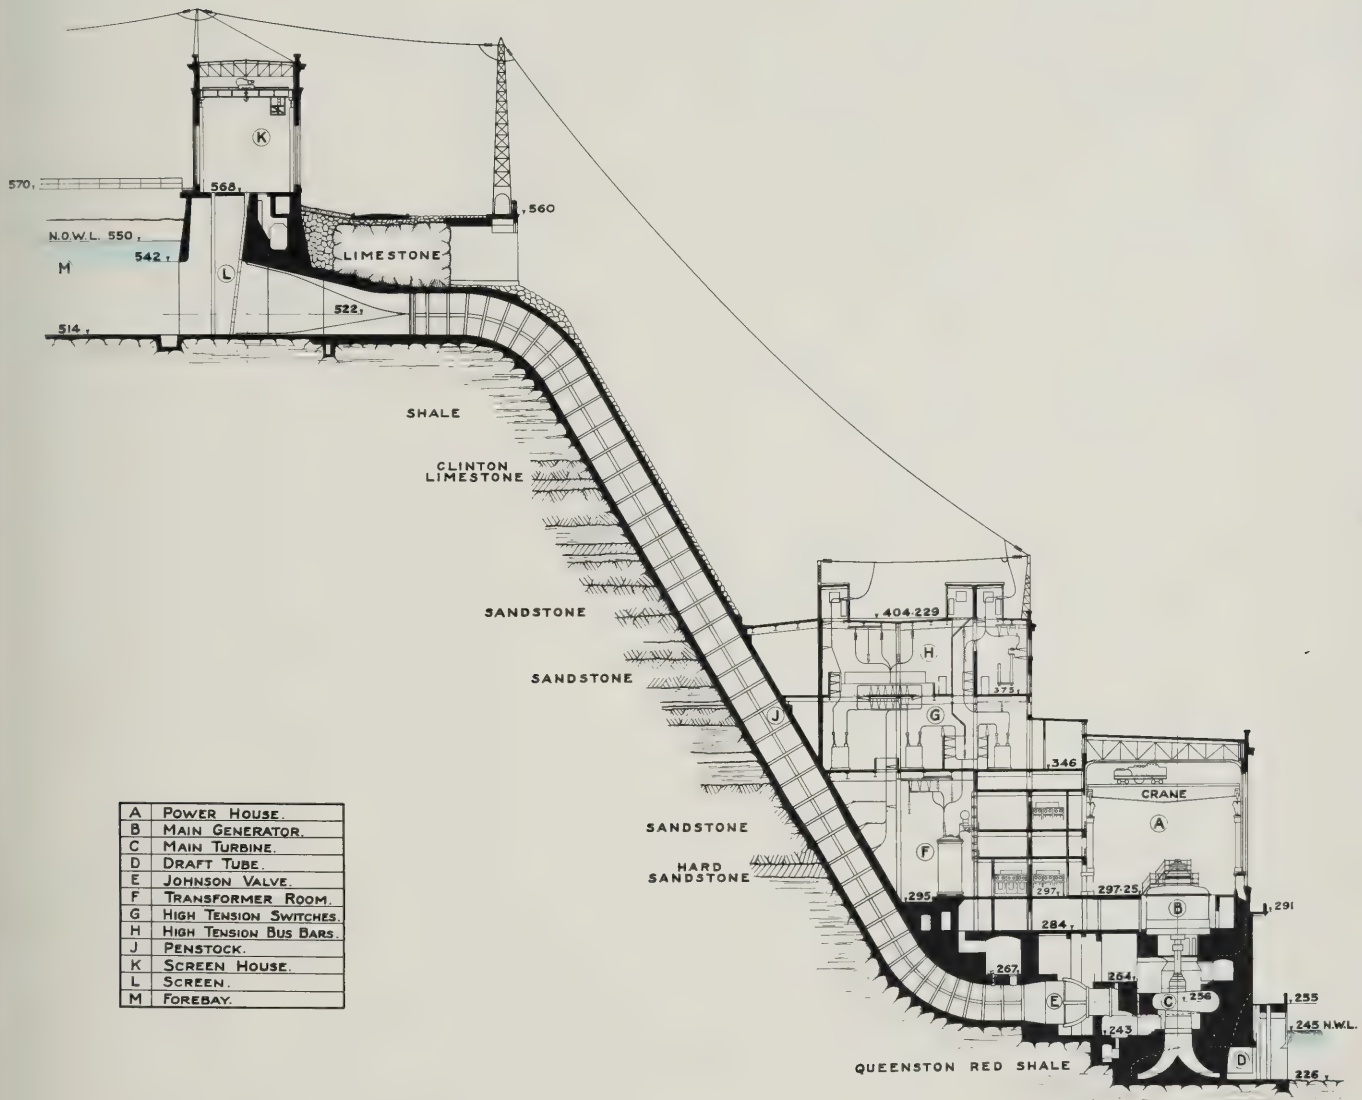 K
570
568
560
N.O.W.L. 550
LIMESTONE
542
M
L
522
514
SHALE
CLINTON
LIMESTONE
SANDSTONE
404·229
H
SANDSTONE
375
J
G
346
CRANE
A POWER HOUSE.
B MAIN GENERATOR.
C MAIN TURBINE.
D DRAFT TUBE.
E JOHNSON VALVE.
F TRANSFORMER ROOM.
G HIGH TENSION SWITCHES.
H HIGH TENSION BUS BARS.
J PENSTOCK.
K SCREEN HOUSE.
L SCREEN.
M FOREBAY.
A
SANDSTONE
F
HARD
SANDSTONE
295
297
297·25
B
291
284
267
264
E
C
256
255
243
245 N.W.L.
D
QUEENSTON RED SHALE
226